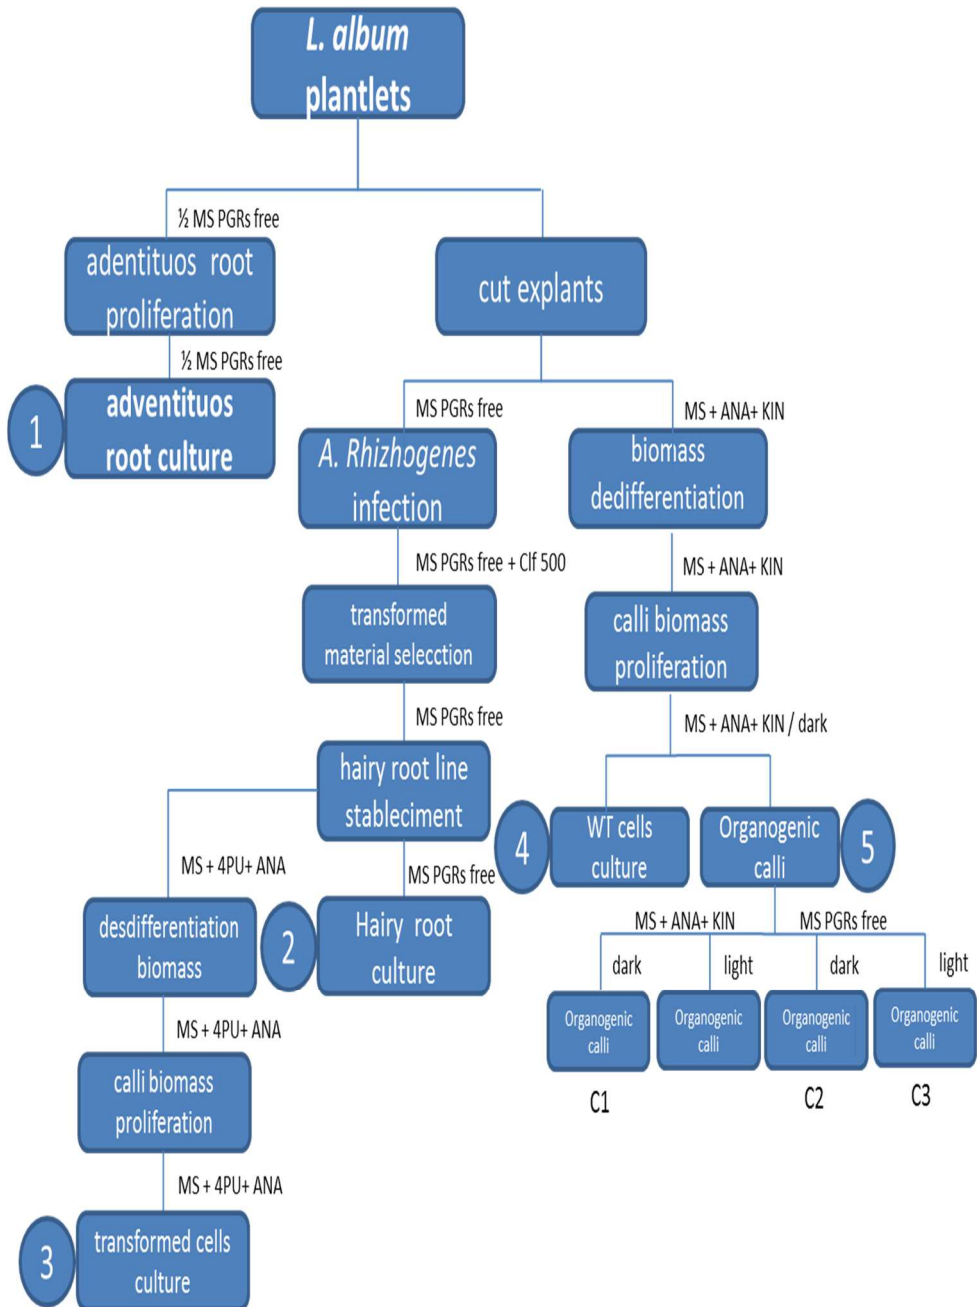 L. album
plantlets
½ MS PGRs free
adentituos root
proliferation
cut explants
½ MS PGRs free
1
adventituos
root culture
MS PGRs free
MS + ANA+ KIN
A. Rhizhogenes
infection
biomass
dedifferentiation
MS PGRs free + Clf 500
MS + ANA+ KIN
transformed
material selecction
calli biomass
proliferation
MS PGRs free
MS + ANA+ KIN / dark
hairy root line
stableciment
4
WT cells
culture
Organogenic
calli
5
MS + 4PU+ ANA
MS PGRs free
desdifferentiation
biomass
2
Hairy root
culture
MS + ANA+ KIN
MS PGRs free
dark
light
dark
light
Organogenic
calli
Organogenic
calli
Organogenic
calli
Organogenic
calli
C1
C2
C3
MS + 4PU+ ANA
calli biomass
proliferation
MS + 4PU+ ANA
3
transformed cells
culture